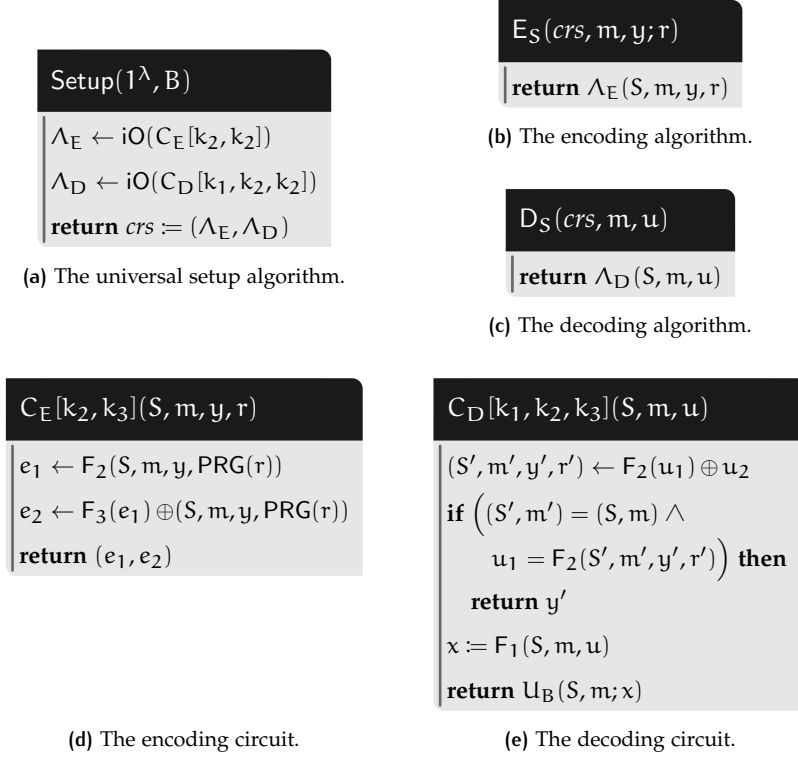 Setup(1^λ, B)
Λ_E ← iO(C_E[k_2, k_2])
Λ_D ← iO(C_D[k_1, k_2, k_2])
return crs := (Λ_E, Λ_D)
(a) The universal setup algorithm.
E_S(crs, m, y; r)
return Λ_E(S, m, y, r)
(b) The encoding algorithm.
D_S(crs, m, u)
return Λ_D(S, m, u)
(c) The decoding algorithm.
C_E[k_2, k_3](S, m, y, r)
e_1 ← F_2(S, m, y, PRG(r))
e_2 ← F_3(e_1) ⊕ (S, m, y, PRG(r))
return (e_1, e_2)
(d) The encoding circuit.
C_D[k_1, k_2, k_3](S, m, u)
(S′, m′, y′, r′) ← F_2(u_1) ⊕ u_2
if ((S′, m′) = (S, m) ∧
u_1 = F_2(S′, m′, y′, r′)) then
return y′
x := F_1(S, m, u)
return U_B(S, m; x)
(e) The decoding circuit.